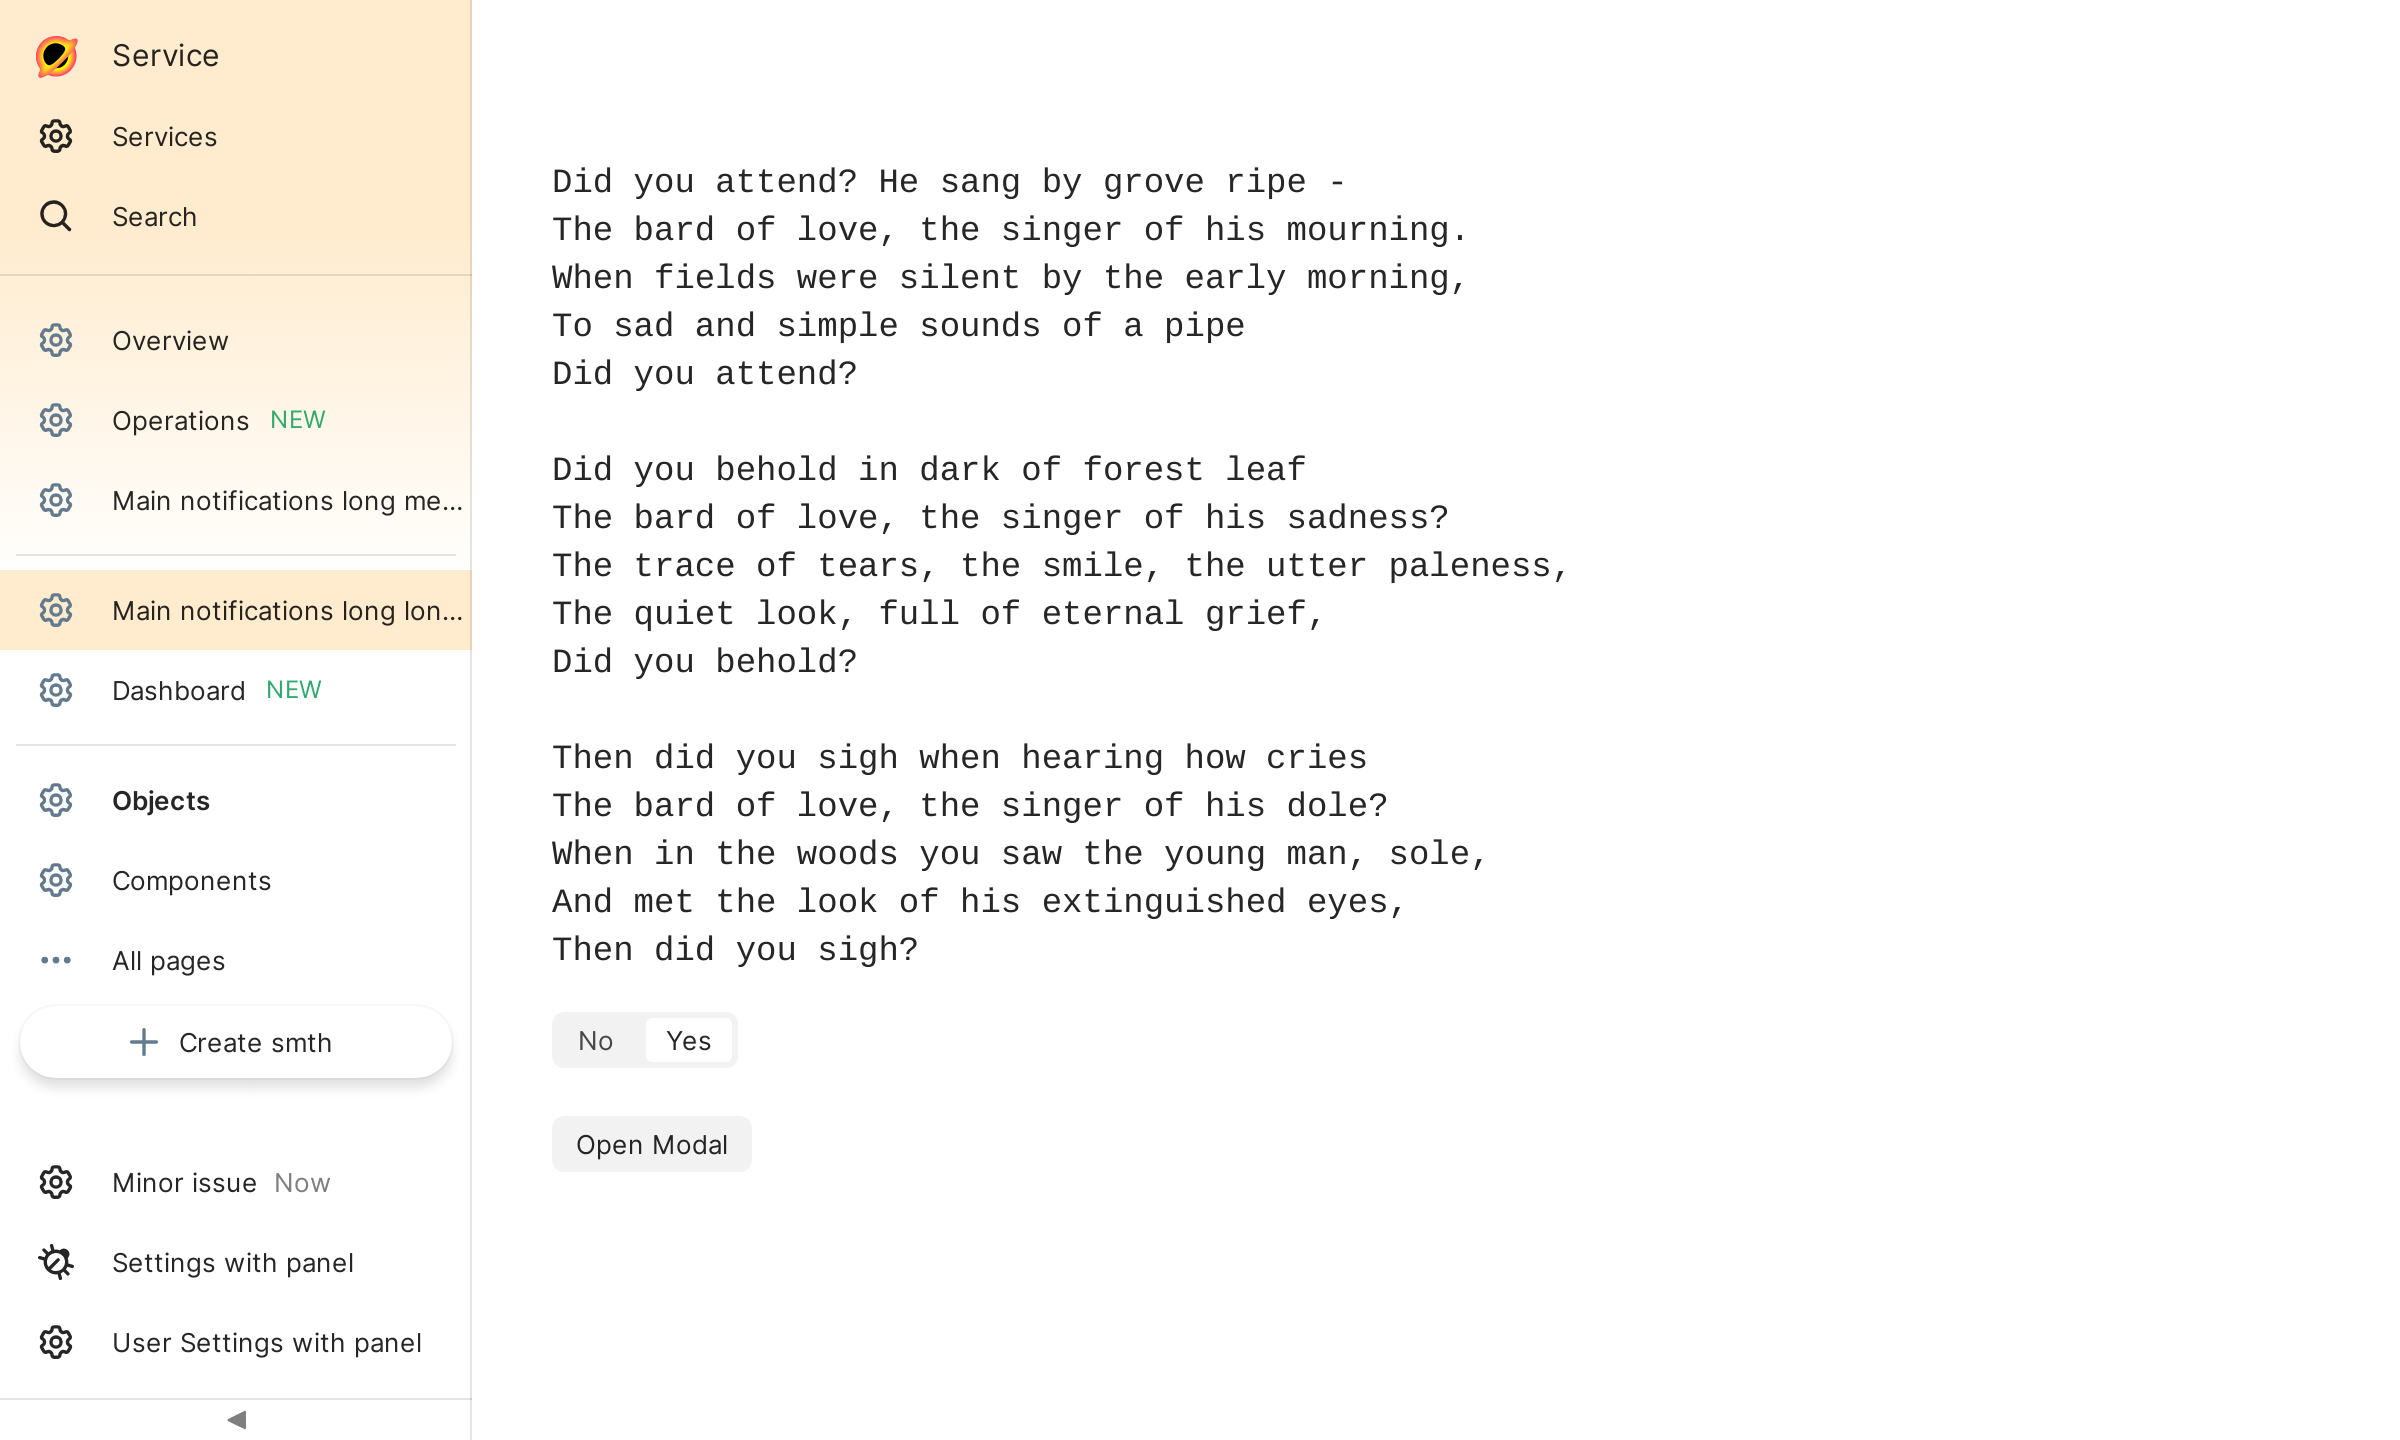 Service
Services
Search
Overview
Operations NEW
Main notifications long me...
Main notifications long lon...
Dashboard NEW
Objects
Components
All pages
Create smth
Minor issue Now
Settings with panel
User Settings with panel
Did you attend? He sang by grove ripe -
The bard of love, the singer of his mourning.
When fields were silent by the early morning,
To sad and simple sounds of a pipe
Did you attend?
Did you behold in dark of forest leaf
The bard of love, the singer of his sadness?
The trace of tears, the smile, the utter paleness,
The quiet look, full of eternal grief,
Did you behold?
Then did you sigh when hearing how cries
The bard of love, the singer of his dole?
When in the woods you saw the young man, sole,
And met the look of his extinguished eyes,
Then did you sigh?
No Yes
Open Modal